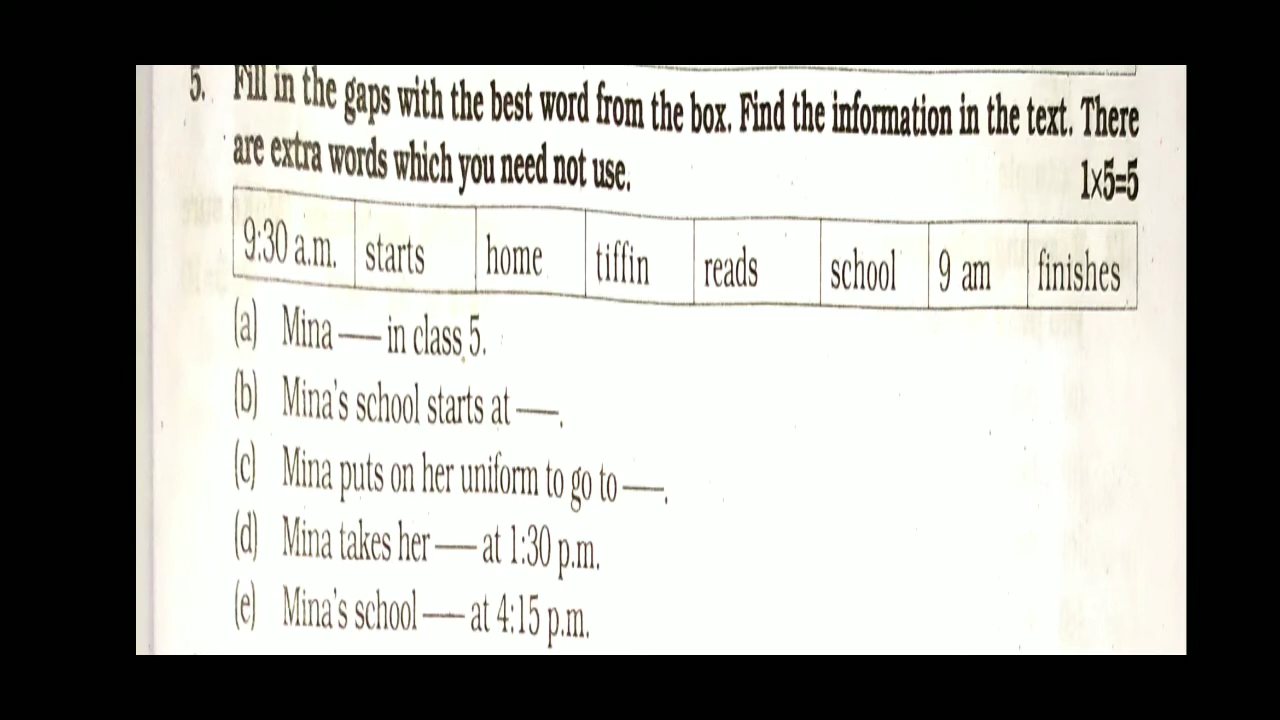 5. Fill in the gaps with the best word from the box. Find the information in the text. There
are extra words which you need not use. 1×5=5
9:30 a.m. starts home tiffin reads school 9 am finishes
(a) Mina — in class 5.
(b) Mina's school starts at —.
(c) Mina puts on her uniform to go to —.
(d) Mina takes her — at 1:30 p.m.
(e) Mina's school — at 4:15 p.m.